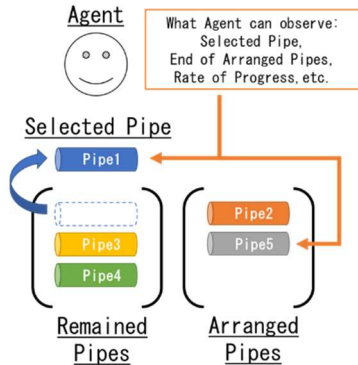 Agent
What Agent can observe:
Selected Pipe,
End of Arranged Pipes,
Rate of Progress,etc.
Selected Pipe
Pipe1
Pipe3
Pipe4
Remained
Pipes
Pipe2
Pipe5
Arranged
Pipes